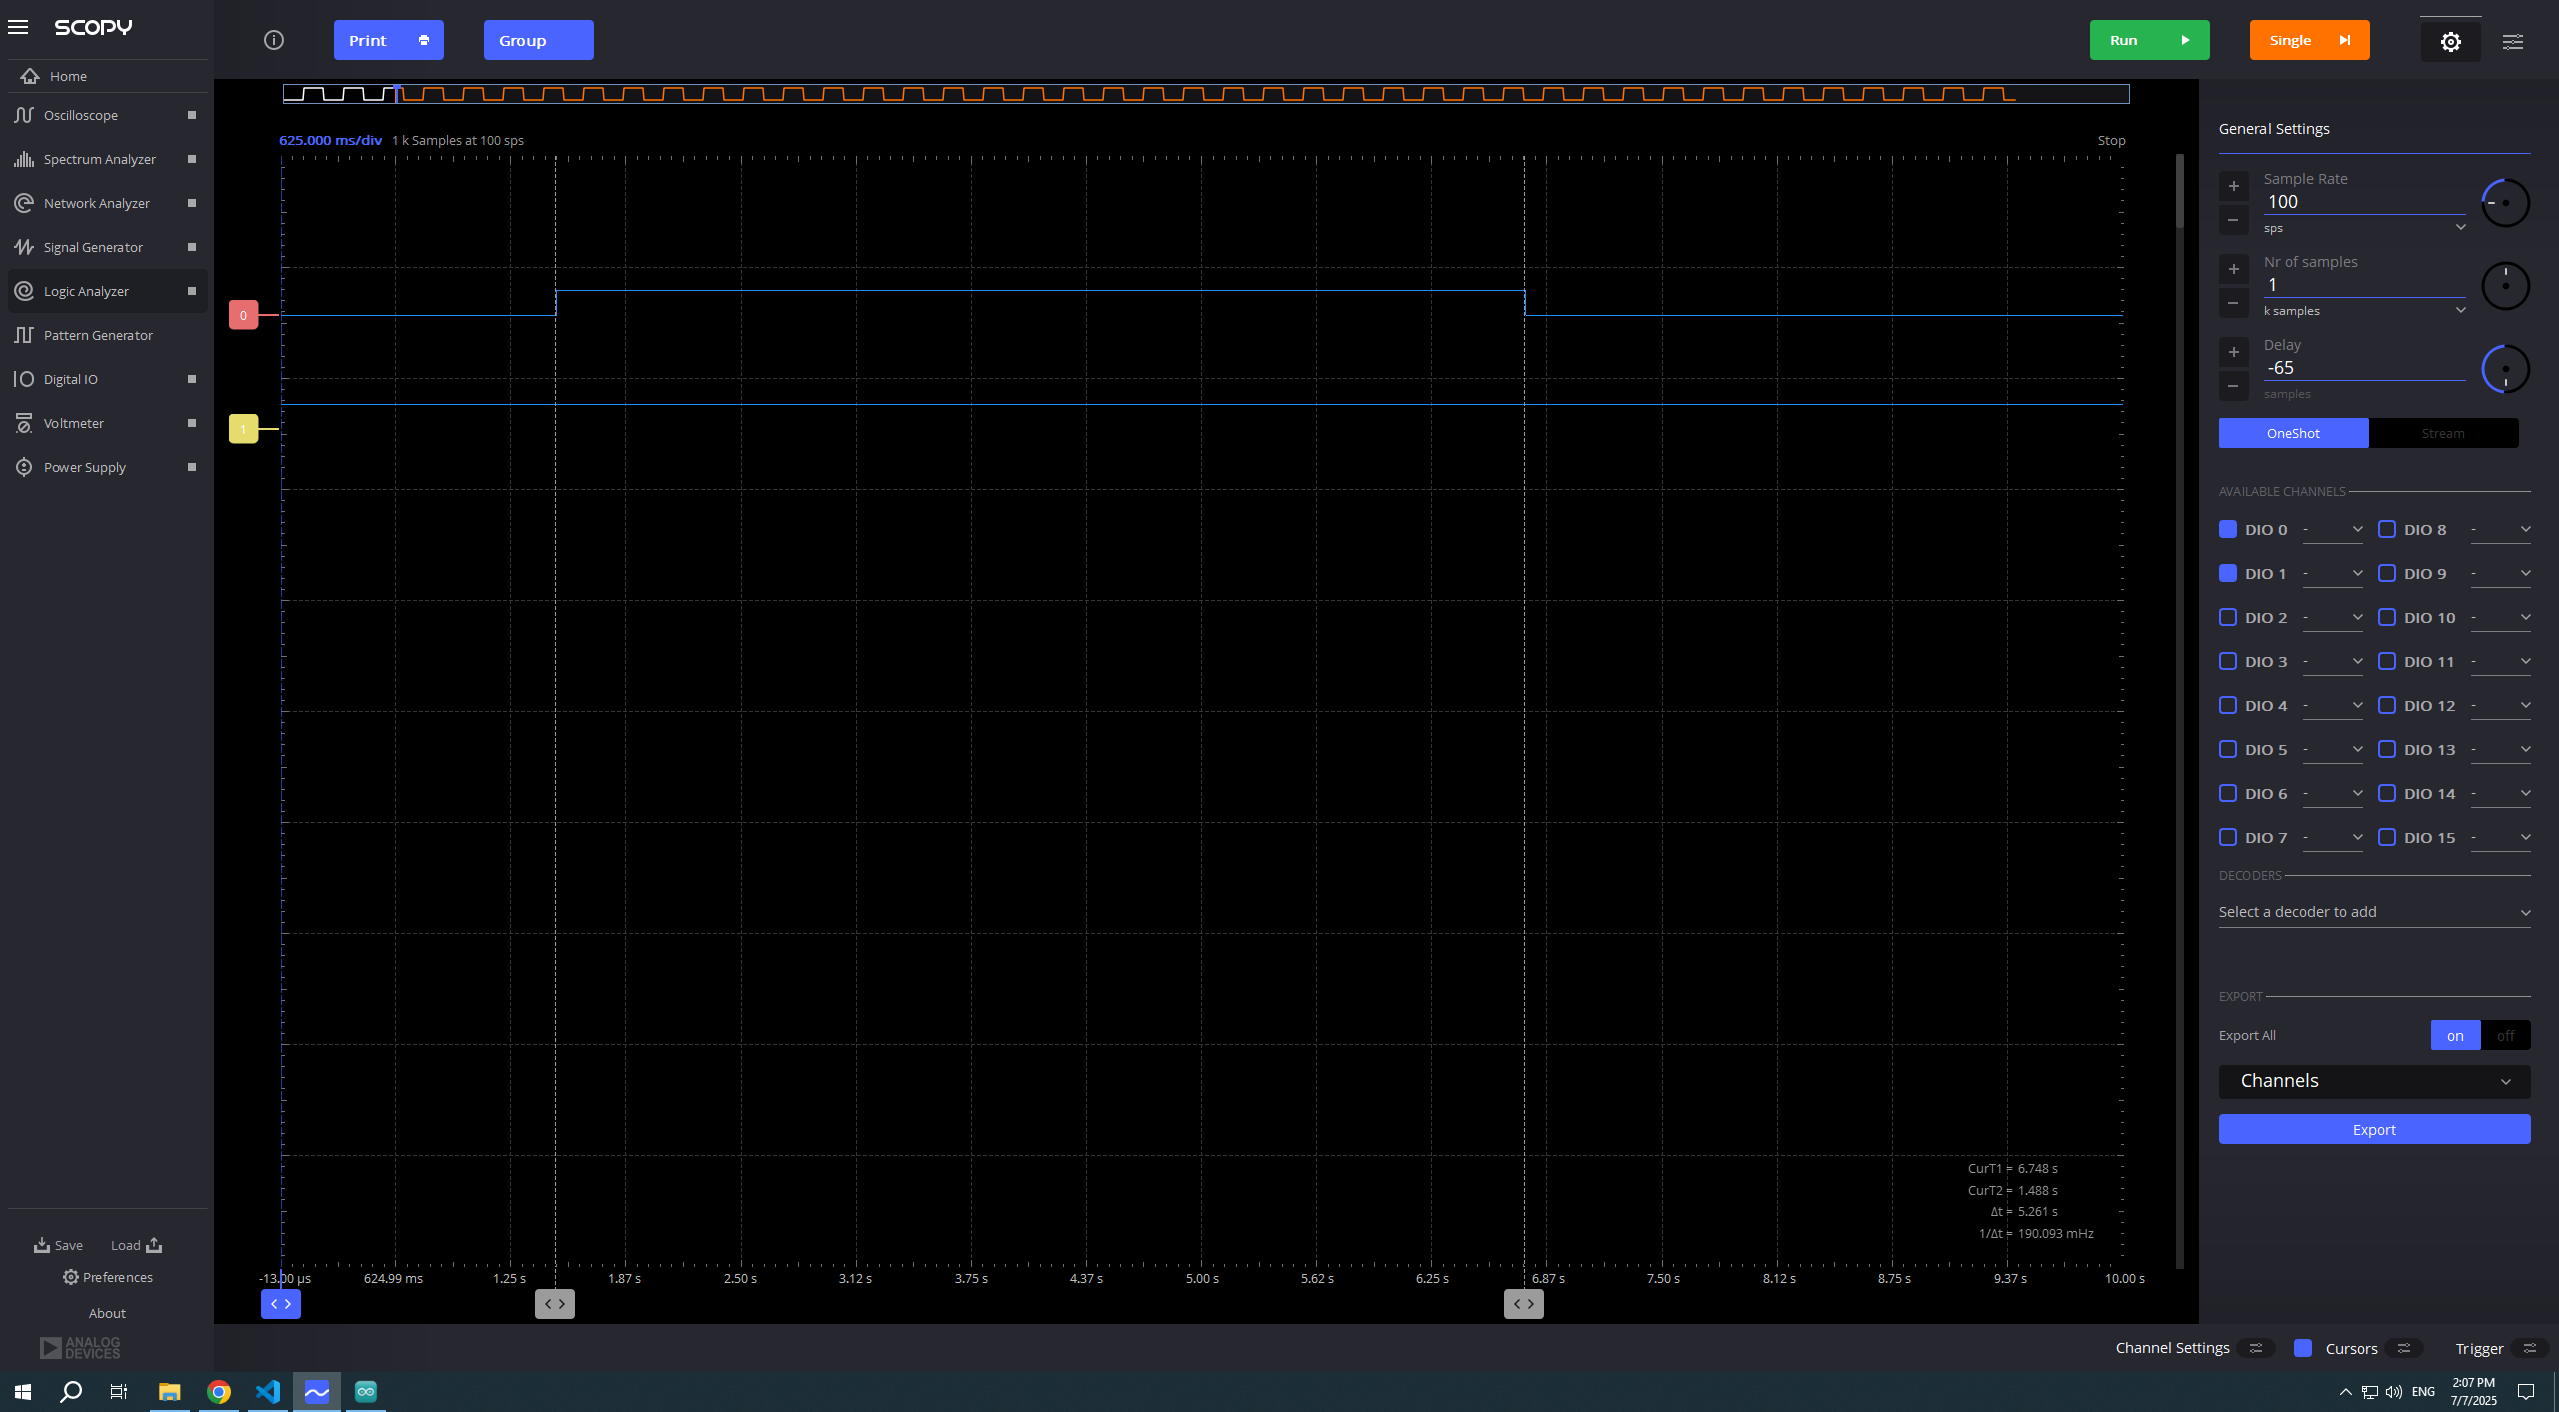 SCOPY
Print
Group
Run
Single
Home
Oscilloscope
Spectrum Analyzer
Network Analyzer
Signal Generator
Logic Analyzer
Pattern Generator
Digital IO
Voltmeter
Power Supply
Save Load
Preferences
About
ANALOG
DEVICES
625.000 ms/div 1 k Samples at 100 sps
Stop
0
1
CurT1 = 6.748 s
CurT2 = 1.488 s
Δt = 5.261 s
1/Δt = 190.093 mHz
-13.00 µs 624.99 ms 1.25 s 1.87 s 2.50 s 3.12 s 3.75 s 4.37 s 5.00 s 5.62 s 6.25 s 6.87 s 7.50 s 8.12 s 8.75 s 9.37 s 10.00 s
General Settings
Sample Rate
100
sps
Nr of samples
1
k samples
Delay
-65
samples
OneShot Stream
AVAILABLE CHANNELS
DIO 0 - DIO 8 -
DIO 1 - DIO 9 -
DIO 2 - DIO 10 -
DIO 3 - DIO 11 -
DIO 4 - DIO 12 -
DIO 5 - DIO 13 -
DIO 6 - DIO 14 -
DIO 7 - DIO 15 -
DECODERS
Select a decoder to add
EXPORT
Export All on off
Channels
Export
Channel Settings Cursors Trigger
ENG
2:07 PM
7/7/2025